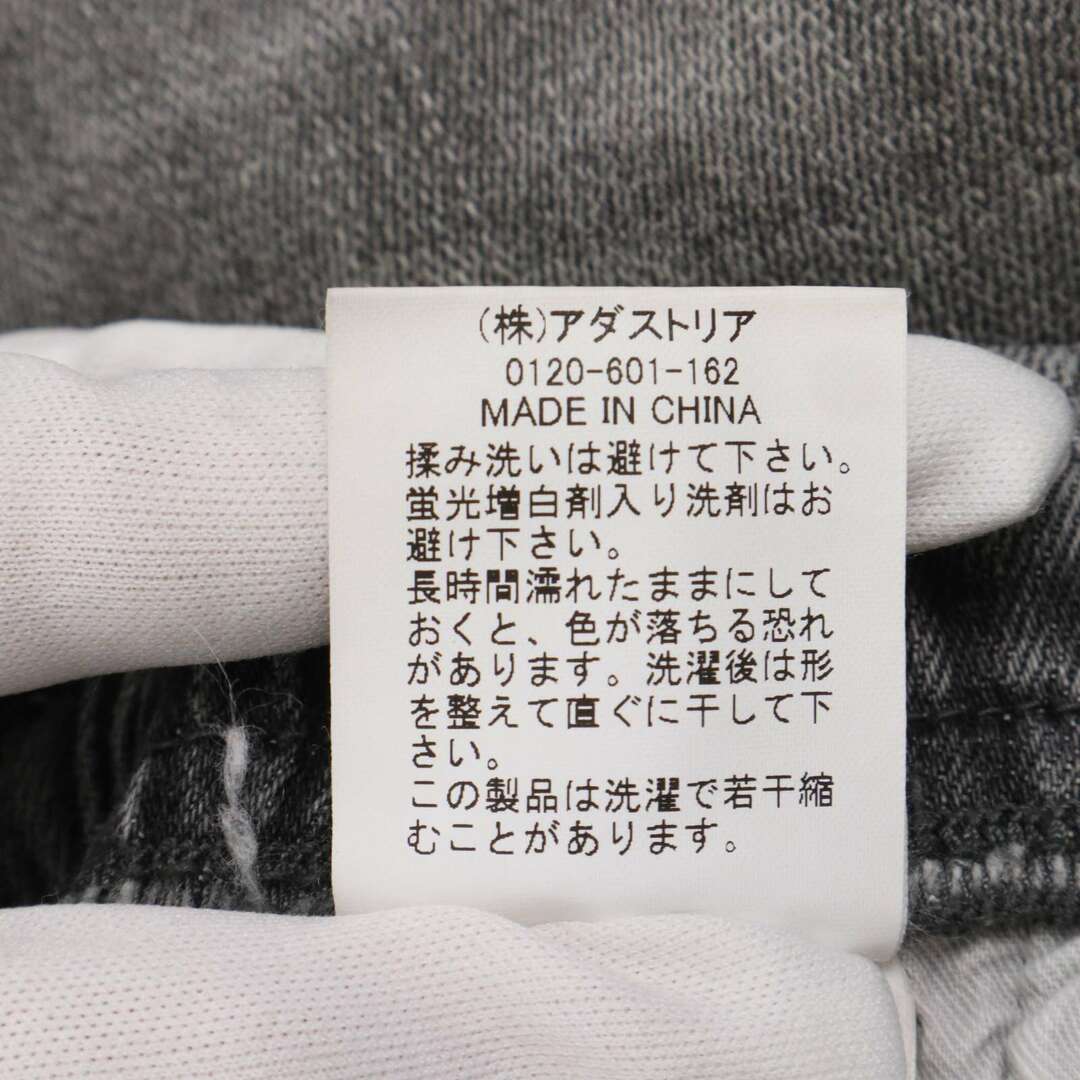 (株)アダストリア
0120-601-162
MADE IN CHINA
揉み洗いは避けて下さい。
蛍光増白剤入り洗剤はお
避け下さい。
長時間濡れたままにして
おくと、色が落ちる恐れ
があります。洗濯後は形
を整えて直ぐに干して下
さい。
この製品は洗濯で若干縮
むことがあります。